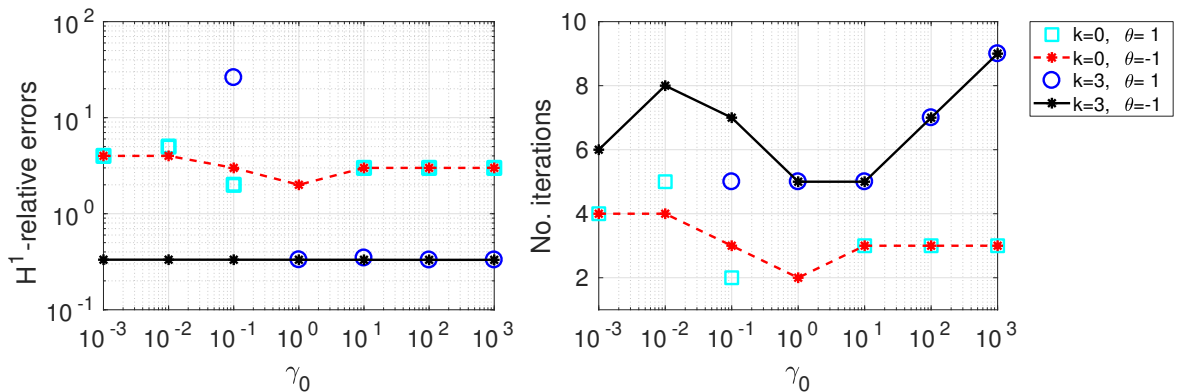 H^1-relative errors
10^2
10^1
10^0
10^-1
10^-3 10^-2 10^-1 10^0 10^1 10^2 10^3
γ_0
No. iterations
10
8
6
4
2
10^-3 10^-2 10^-1 10^0 10^1 10^2 10^3
γ_0
k=0, θ= 1
k=0, θ=-1
k=3, θ= 1
k=3, θ=-1